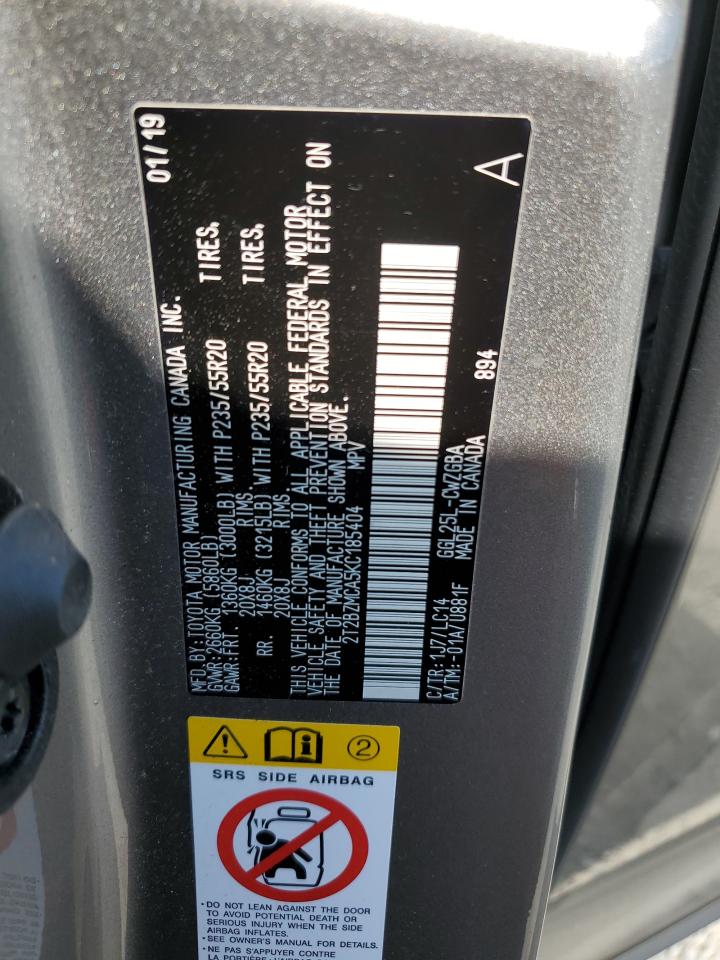 MFD.BY:TOYOTA MOTOR MANUFACTURING CANADA INC. 01/19
GVWR:2660KG (5860LB)
GAWR:FRT. 1360KG (3000LB) WITH P235/55R20 TIRES,
20X8J RIMS
RR. 1460KG (3215LB) WITH P235/55R20 TIRES,
20X8J RIMS
THIS VEHICLE CONFORMS TO ALL APPLICABLE FEDERAL MOTOR
VEHICLE SAFETY AND THEFT PREVENTION STANDARDS IN EFFECT ON
THE DATE OF MANUFACTURE SHOWN ABOVE.
2T2BZMCA5KC185404 MPV
C/TR:1J7/LC14 GGL25L-CWZGBA 894 A
A/TM:-01A/U881F MADE IN CANADA
2
SRS SIDE AIRBAG
•DO NOT LEAN AGAINST THE DOOR
TO AVOID POTENTIAL DEATH OR
SERIOUS INJURY WHEN THE SIDE
AIRBAG INFLATES.
•SEE OWNER'S MANUAL FOR DETAILS.
•NE PAS S'APPUYER CONTRE